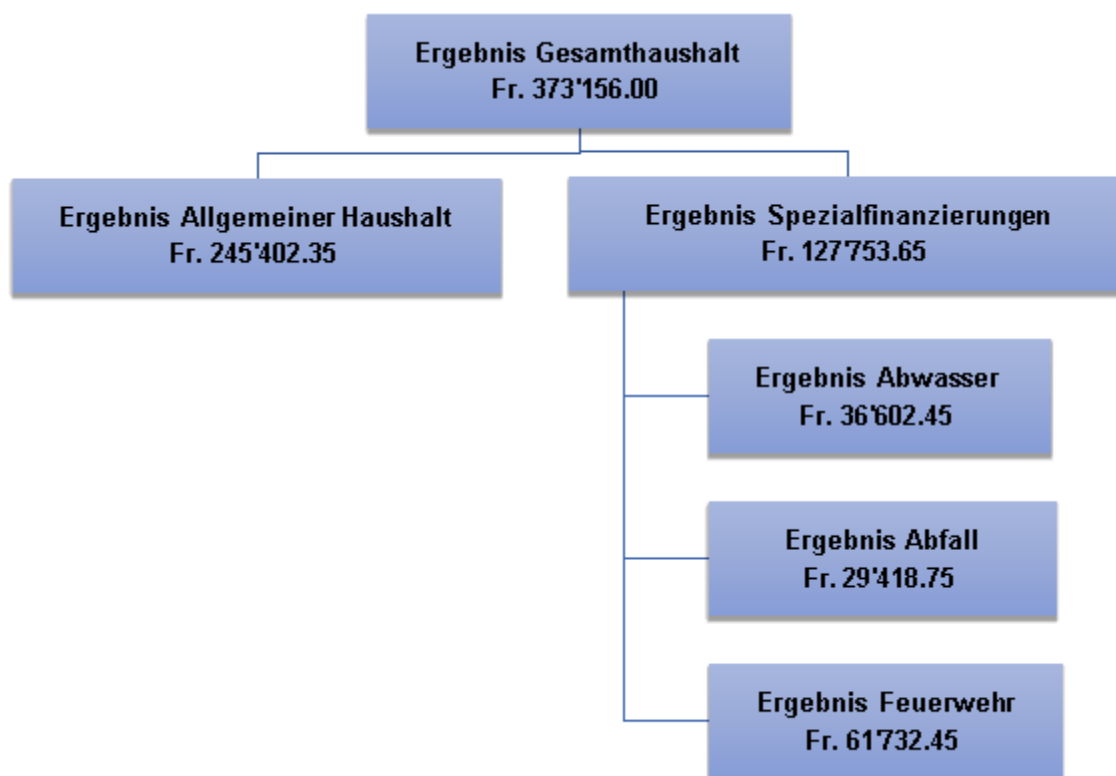 Ergebnis Gesamthaushalt
Fr. 373'156.00
Ergebnis Allgemeiner Haushalt
Fr. 245'402.35
Ergebnis Spezialfinanzierungen
Fr. 127'753.65
Ergebnis Abwasser
Fr. 36'602.45
Ergebnis Abfall
Fr. 29'418.75
Ergebnis Feuerwehr
Fr. 61'732.45